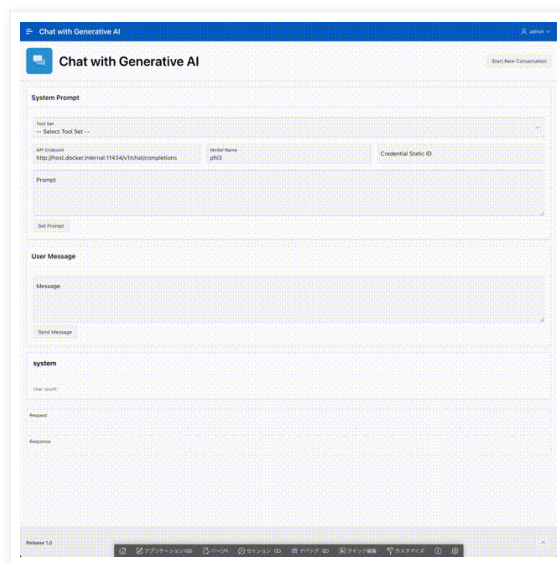 Chat with Generative AI
admin
Chat with Generative AI
Start New Conversation
System Prompt
Tool Set
-- Select Tool Set --
API Endpoint
http://host.docker.internal:11434/v1/chat/completions
Model Name
phi3
Credential Static ID
Prompt
Set Prompt
User Message
Message
Send Message
system
char count:
Request
Response
Release 1.0
アプリケーション100
ページ1
セッション
デバッグ
クイック編集
カスタマイズ